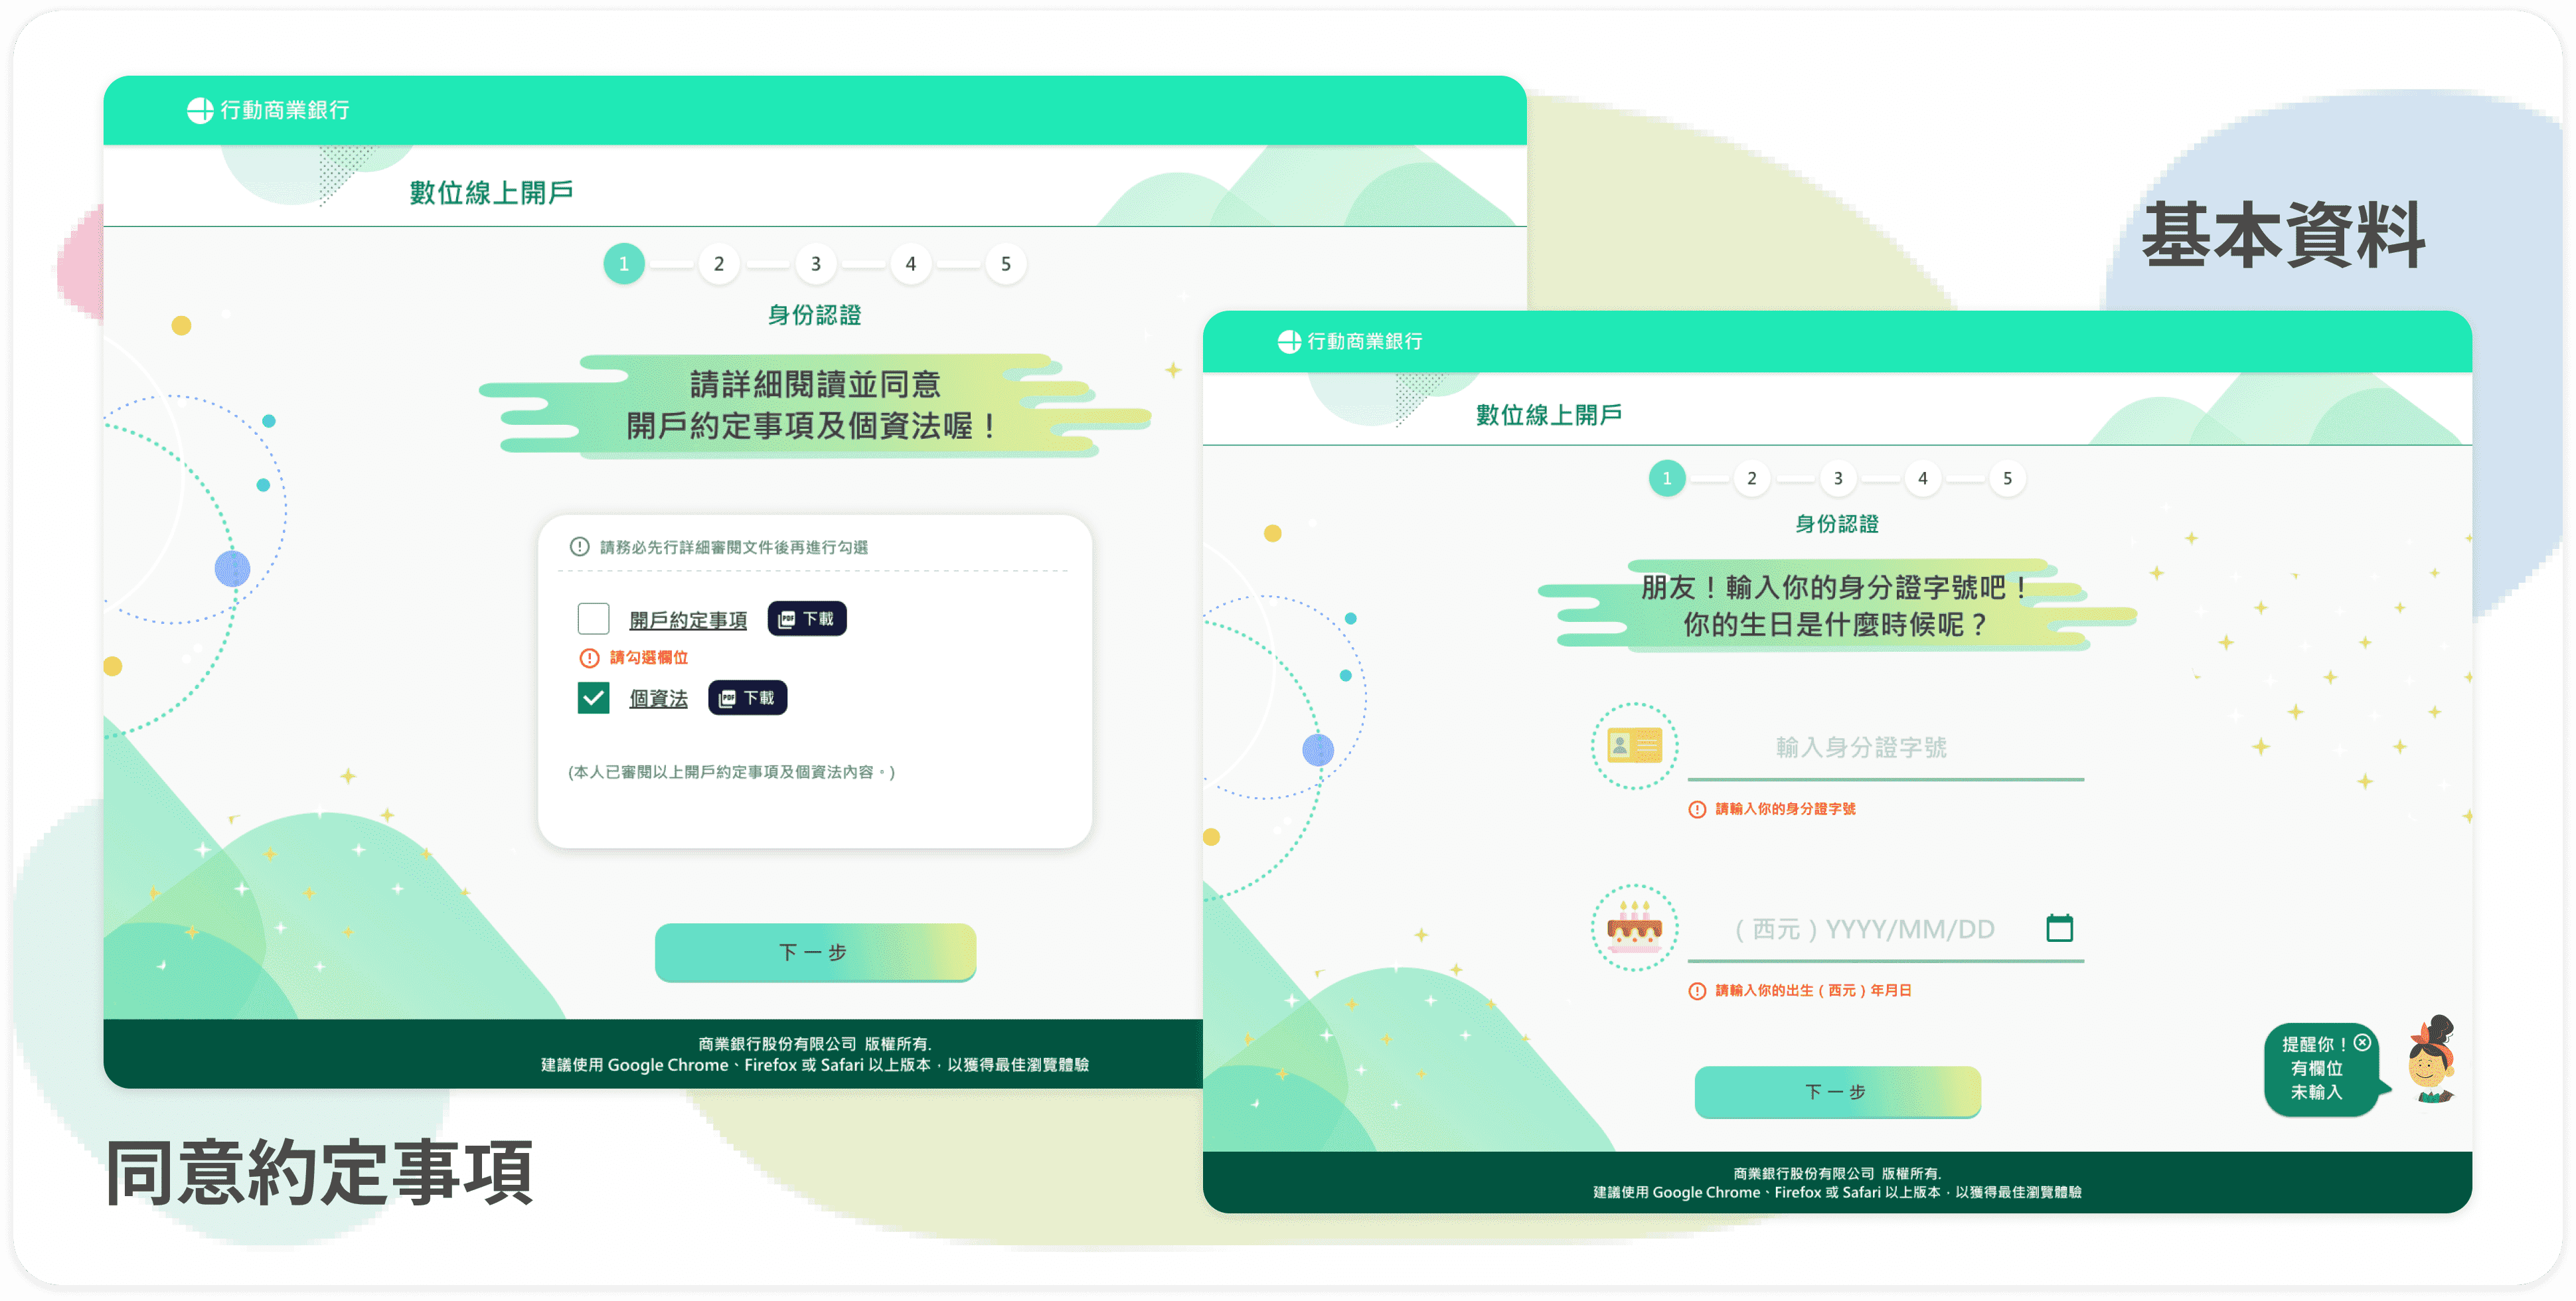 行動商業銀行
數位線上開戶
1 2 3 4 5
身份認證
請詳細閱讀並同意
開戶約定事項及個資法喔！
請務必先行詳細審閱文件後再進行勾選
開戶約定事項 PDF 下載
請勾選欄位
個資法 PDF 下載
(本人已審閱以上開戶約定事項及個資法內容。)
下一步
商業銀行股份有限公司 版權所有.
建議使用 Google Chrome、Firefox 或 Safari 以上版本，以獲得最佳瀏覽體驗
同意約定事項
基本資料
行動商業銀行
數位線上開戶
1 2 3 4 5
身份認證
朋友！輸入你的身分證字號吧！
你的生日是什麼時候呢？
輸入身分證字號
請輸入你的身分證字號
（西元）YYYY/MM/DD
請輸入你的出生（西元）年月日
提醒你！
有欄位
未輸入
下一步
商業銀行股份有限公司 版權所有.
建議使用 Google Chrome、Firefox 或 Safari 以上版本，以獲得最佳瀏覽體驗